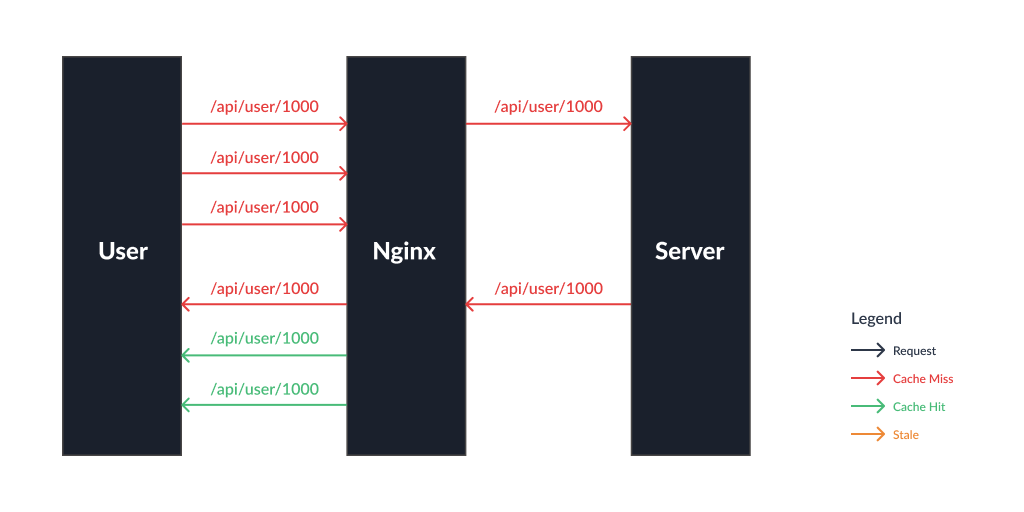 /api/user/1000
/api/user/1000
/api/user/1000
/api/user/1000
User
Nginx
Server
/api/user/1000
/api/user/1000
/api/user/1000
/api/user/1000
Legend
Request
Cache Miss
Cache Hit
Stale